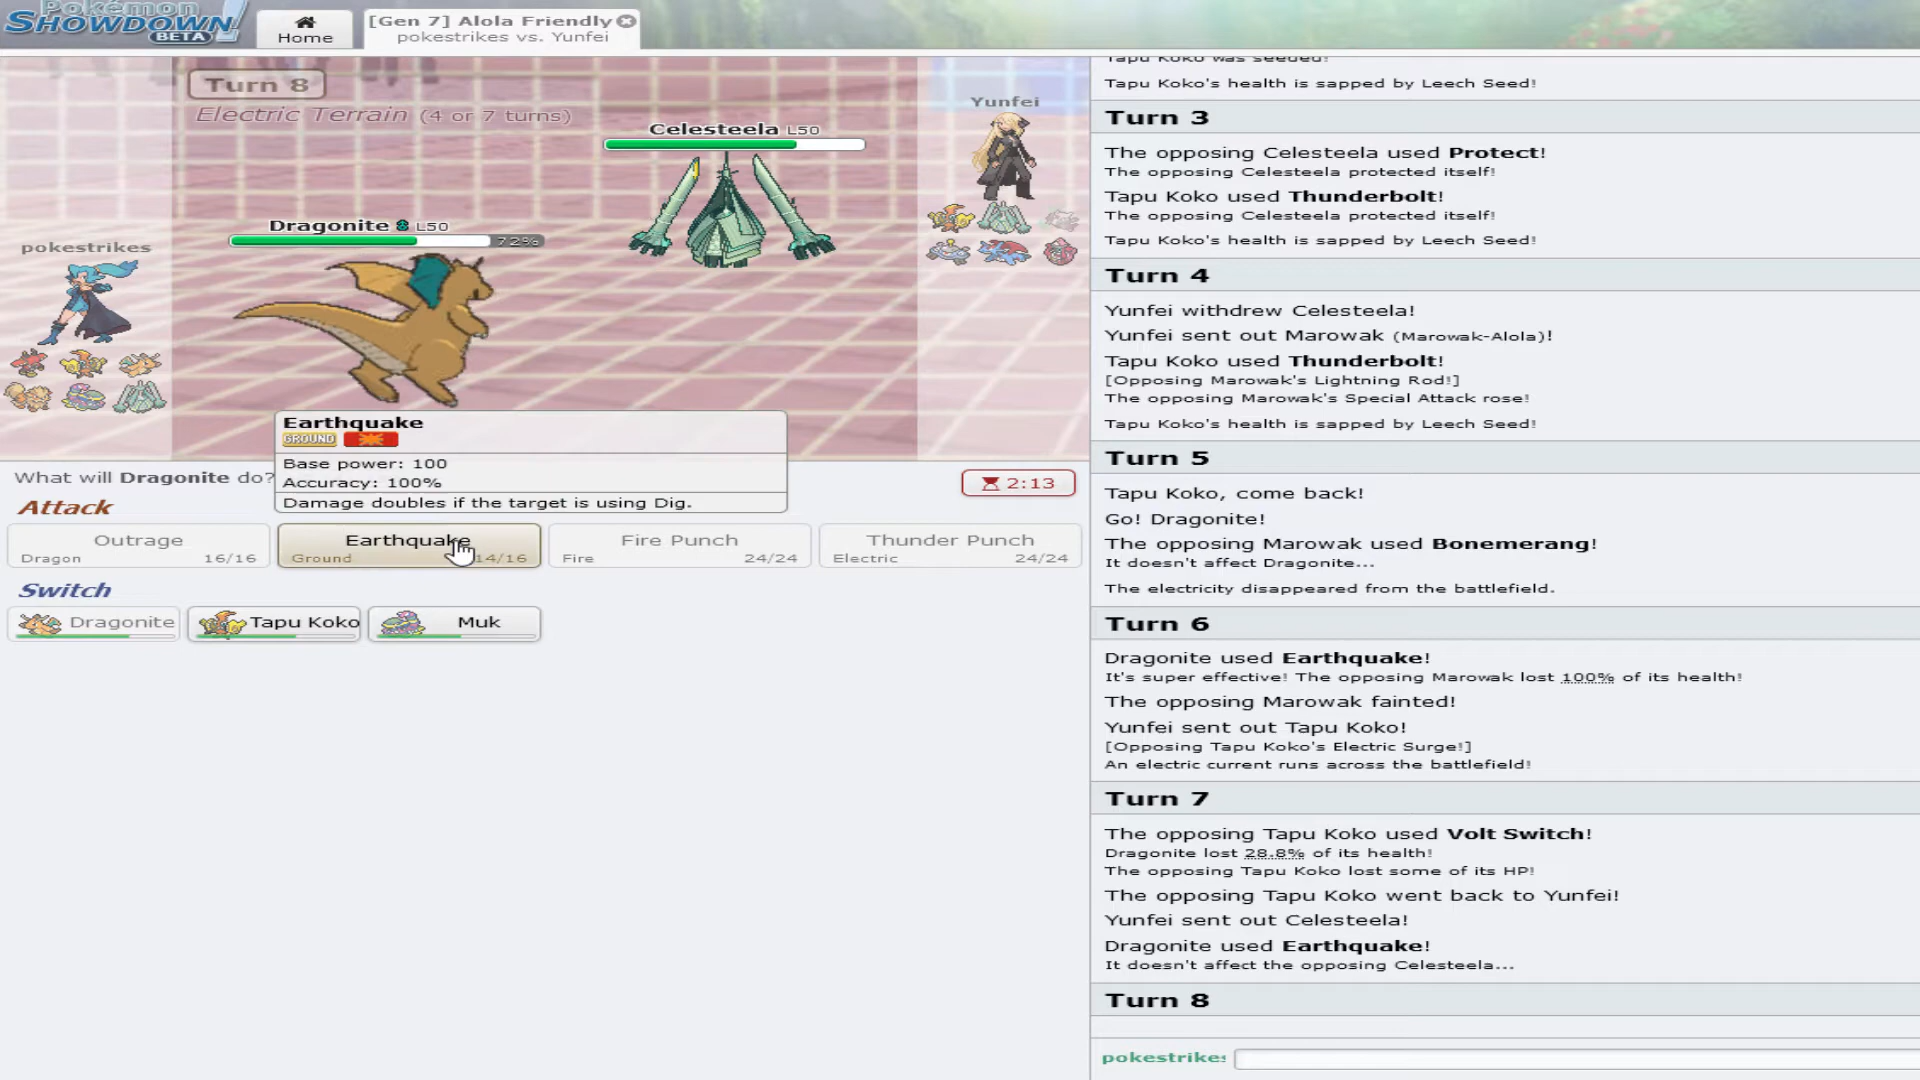 Pokémon
SHOWDOWN!
BETA
Home
[Gen 7] Alola Friendly
pokestrikes vs. Yunfei
Turn 8
Electric Terrain (4 or 7 turns)
Yunfei
Celesteela L50
Dragonite L50
72%
pokestrikes
Earthquake
GROUND
Base power: 100
Accuracy: 100%
Damage doubles if the target is using Dig.
What will Dragonite do?
2:13
Attack
Outrage
Dragon 16/16
Earthquake
Ground 14/16
Fire Punch
Fire 24/24
Thunder Punch
Electric 24/24
Switch
Dragonite
Tapu Koko
Muk
Tapu Koko was seeded!
Tapu Koko's health is sapped by Leech Seed!
Turn 3
The opposing Celesteela used Protect!
The opposing Celesteela protected itself!
Tapu Koko used Thunderbolt!
The opposing Celesteela protected itself!
Tapu Koko's health is sapped by Leech Seed!
Turn 4
Yunfei withdrew Celesteela!
Yunfei sent out Marowak (Marowak-Alola)!
Tapu Koko used Thunderbolt!
[Opposing Marowak's Lightning Rod!]
The opposing Marowak's Special Attack rose!
Tapu Koko's health is sapped by Leech Seed!
Turn 5
Tapu Koko, come back!
Go! Dragonite!
The opposing Marowak used Bonemerang!
It doesn't affect Dragonite...
The electricity disappeared from the battlefield.
Turn 6
Dragonite used Earthquake!
It's super effective! The opposing Marowak lost 100% of its health!
The opposing Marowak fainted!
Yunfei sent out Tapu Koko!
[Opposing Tapu Koko's Electric Surge!]
An electric current runs across the battlefield!
Turn 7
The opposing Tapu Koko used Volt Switch!
Dragonite lost 28.8% of its health!
The opposing Tapu Koko lost some of its HP!
The opposing Tapu Koko went back to Yunfei!
Yunfei sent out Celesteela!
Dragonite used Earthquake!
It doesn't affect the opposing Celesteela...
Turn 8
pokestrikes: